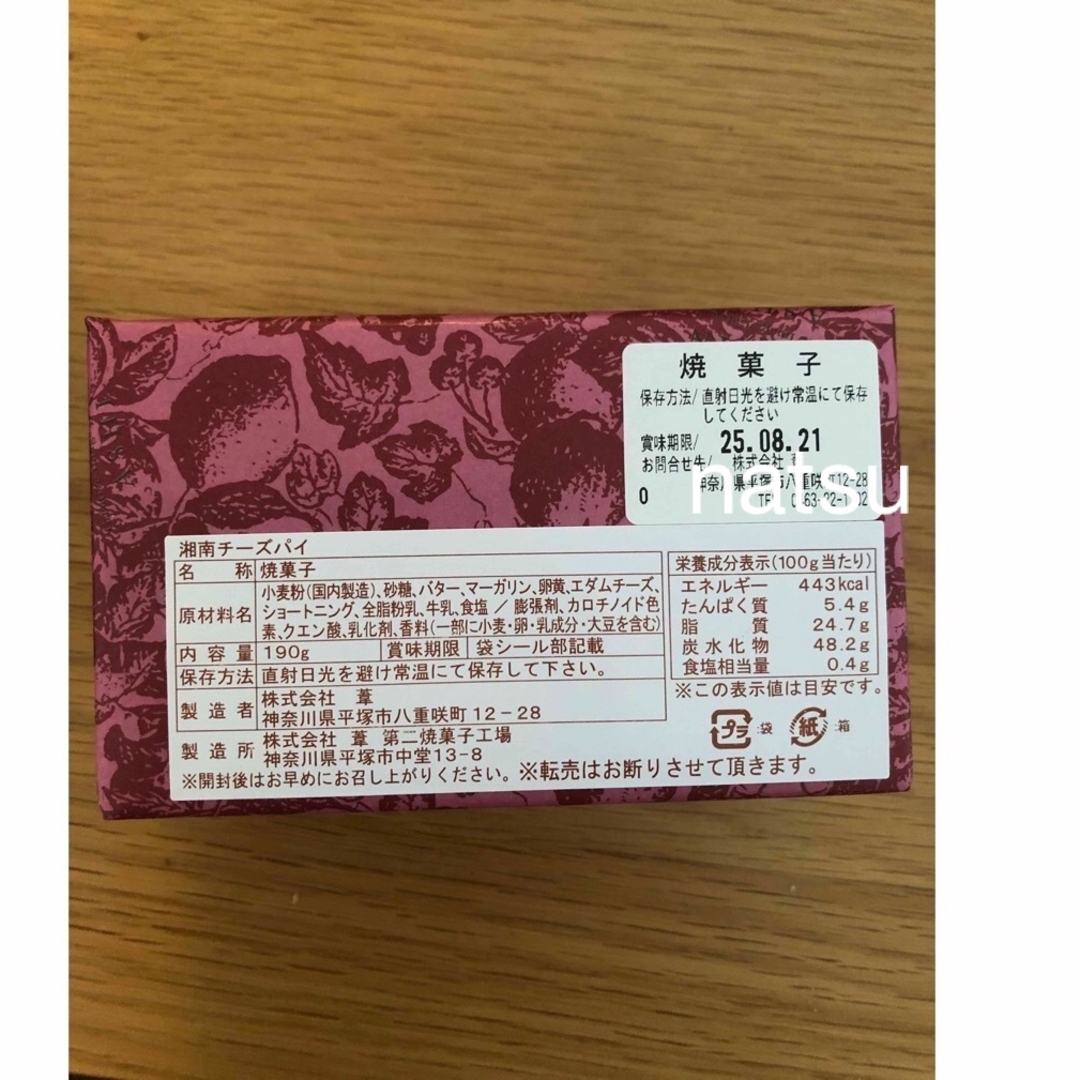 焼菓子
保存方法/直射日光を避け常温にて保存
してください
賞味期限/ 25.08.21
お問合せ先/ 株式会社
神奈川県平塚市八重咲町12-28
0
natsu
湘南チーズパイ
名称 焼菓子
原材料名 小麦粉(国内製造)、砂糖、バター、マーガリン、卵黄、エダムチーズ、
ショートニング、全脂粉乳、牛乳、食塩/膨張剤、カロチノイド色
素、クエン酸、乳化剤、香料(一部に小麦・卵・乳成分・大豆を含む)
内容量 190g 賞味期限 袋シール部記載
保存方法 直射日光を避け常温にて保存して下さい。
製造者 株式会社 葦
神奈川県平塚市八重咲町12-28
製造所 株式会社 葦 第二焼菓子工場
神奈川県平塚市中堂13-8
※開封後はお早めにお召し上がりください。※転売はお断りさせて頂きます。
栄養成分表示(100g当たり)
エネルギー 443kcal
たんぱく質 5.4g
脂質 24.7g
炭水化物 48.2g
食塩相当量 0.4g
※この表示値は目安です。
プラ :袋 紙 :箱